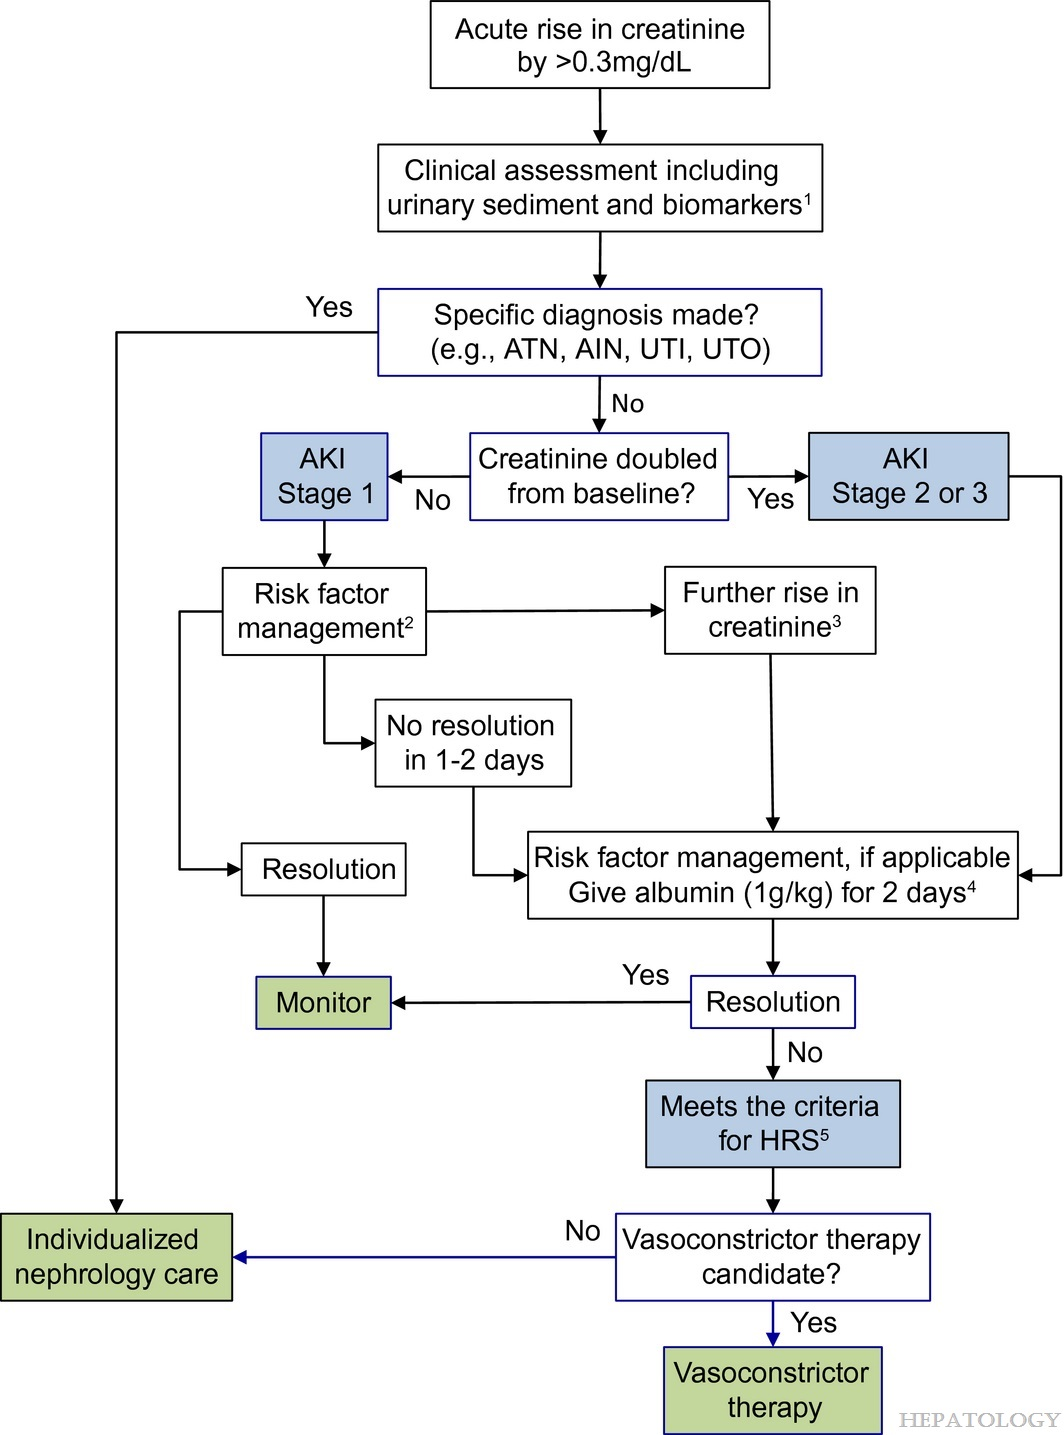 Acute rise in creatinine
by >0.3mg/dL
Clinical assessment including
urinary sediment and biomarkers¹
Yes
Specific diagnosis made?
(e.g., ATN, AIN, UTI, UTO)
No
AKI
Stage 1
No
Creatinine doubled
from baseline?
Yes
AKI
Stage 2 or 3
Risk factor
management²
Further rise in
creatinine³
No resolution
in 1-2 days
Resolution
Risk factor management, if applicable
Give albumin (1g/kg) for 2 days⁴
Monitor
Yes
Resolution
No
Meets the criteria
for HRS⁵
Individualized
nephrology care
No
Vasoconstrictor therapy
candidate?
Yes
Vasoconstrictor
therapy
HEPATOLOGY